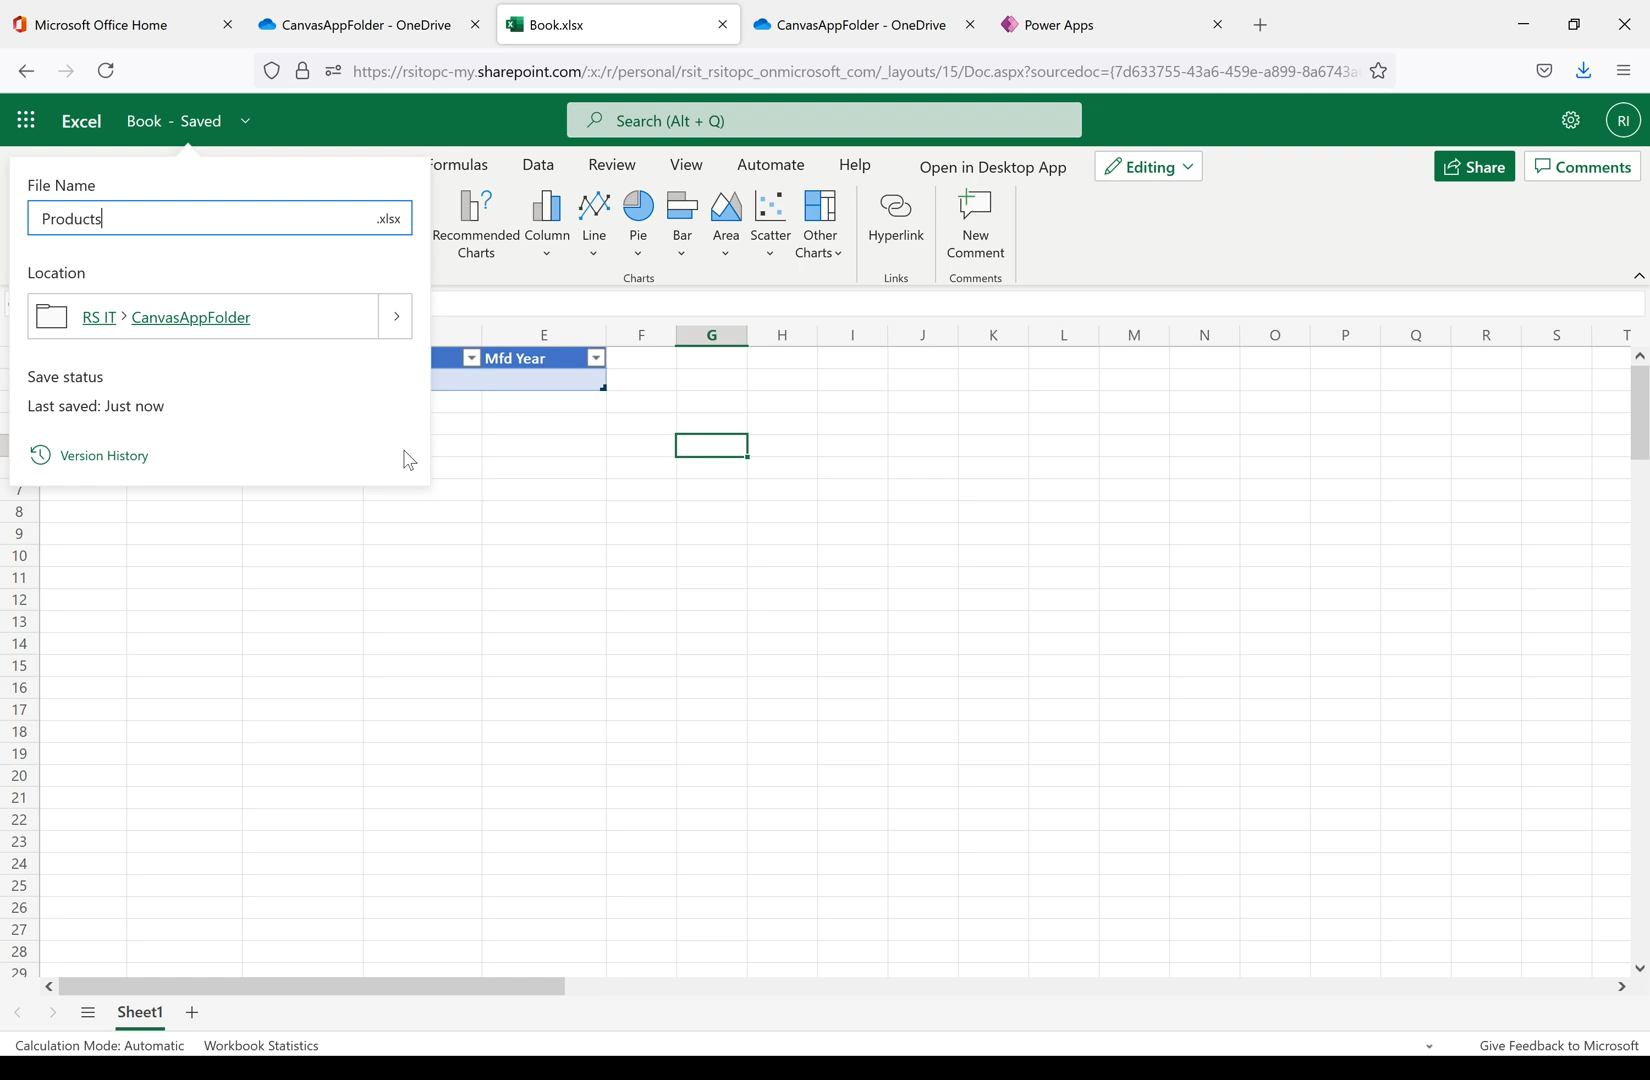 Microsoft Office Home
CanvasAppFolder - OneDrive
Book.xlsx
CanvasAppFolder - OneDrive
Power Apps
https://rsitopc-my.sharepoint.com/:x:/r/personal/rsit_rsitopc_onmicrosoft_com/_layouts/15/Doc.aspx?sourcedoc={7d633755-43a6-459e-a899-8a6743a
Excel
Book - Saved
Search (Alt + Q)
RI
Formulas
Data
Review
View
Automate
Help
Open in Desktop App
Editing
Share
Comments
File Name
Products
.xlsx
Location
RS IT > CanvasAppFolder
Save status
Last saved: Just now
Version History
Recommended
Charts
Column
Line
Pie
Bar
Area
Scatter
Other
Charts
Charts
Hyperlink
Links
New
Comment
Comments
E F G H I J K L M N O P Q R S T
Mfd Year
7
8
9
10
11
12
13
14
15
16
17
18
19
20
21
22
23
24
25
26
27
28
29
Sheet1
Calculation Mode: Automatic
Workbook Statistics
Give Feedback to Microsoft